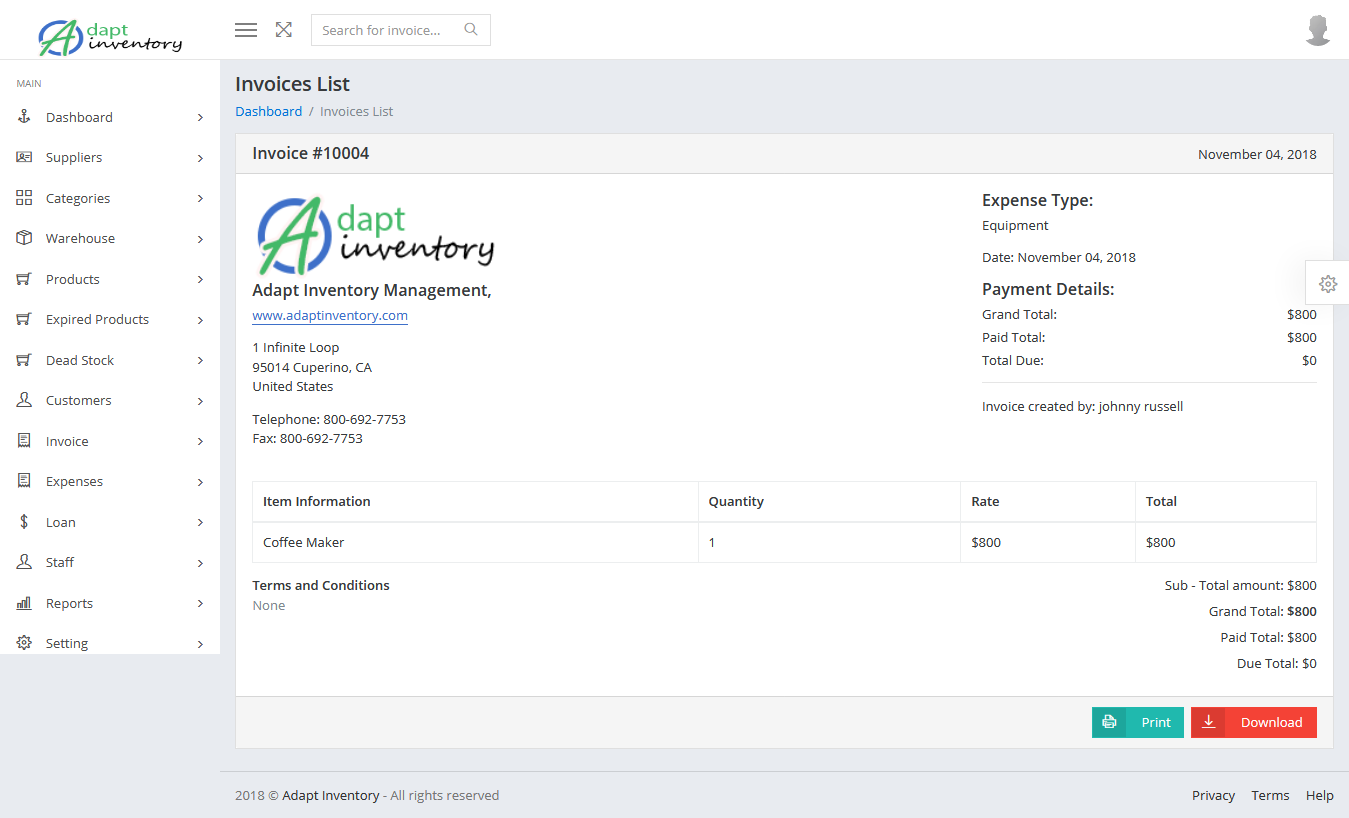 Adapt
inventory
Search for invoice...
MAIN
Dashboard
Suppliers
Categories
Warehouse
Products
Expired Products
Dead Stock
Customers
Invoice
Expenses
Loan
Staff
Reports
Setting
Invoices List
Dashboard / Invoices List
Invoice #10004 November 04, 2018
Adapt
inventory
Adapt Inventory Management,
www.adaptinventory.com
1 Infinite Loop
95014 Cuperino, CA
United States
Telephone: 800-692-7753
Fax: 800-692-7753
Expense Type:
Equipment
Date: November 04, 2018
Payment Details:
Grand Total: $800
Paid Total: $800
Total Due: $0
Invoice created by: johnny russell
Item Information Quantity Rate Total
Coffee Maker 1 $800 $800
Terms and Conditions
None
Sub - Total amount: $800
Grand Total: $800
Paid Total: $800
Due Total: $0
Print Download
2018 © Adapt Inventory - All rights reserved Privacy Terms Help